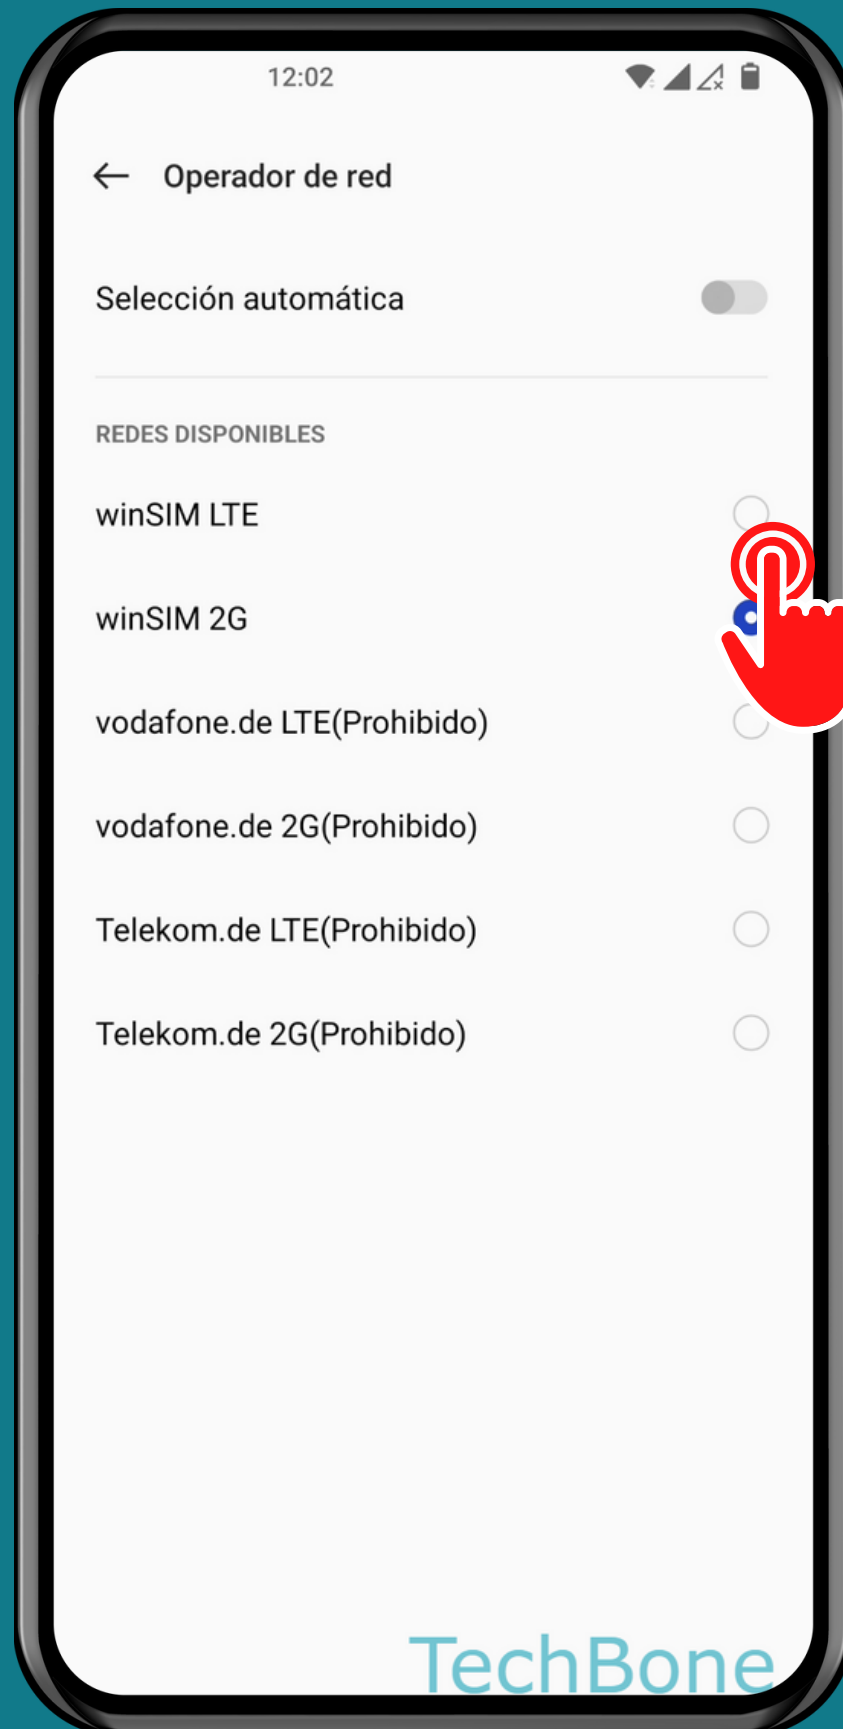 12:02
Operador de red
Selección automática
REDES DISPONIBLES
winSIM LTE
winSIM 2G
vodafone.de LTE(Prohibido)
vodafone.de 2G(Prohibido)
Telekom.de LTE(Prohibido)
Telekom.de 2G(Prohibido)
TechBone